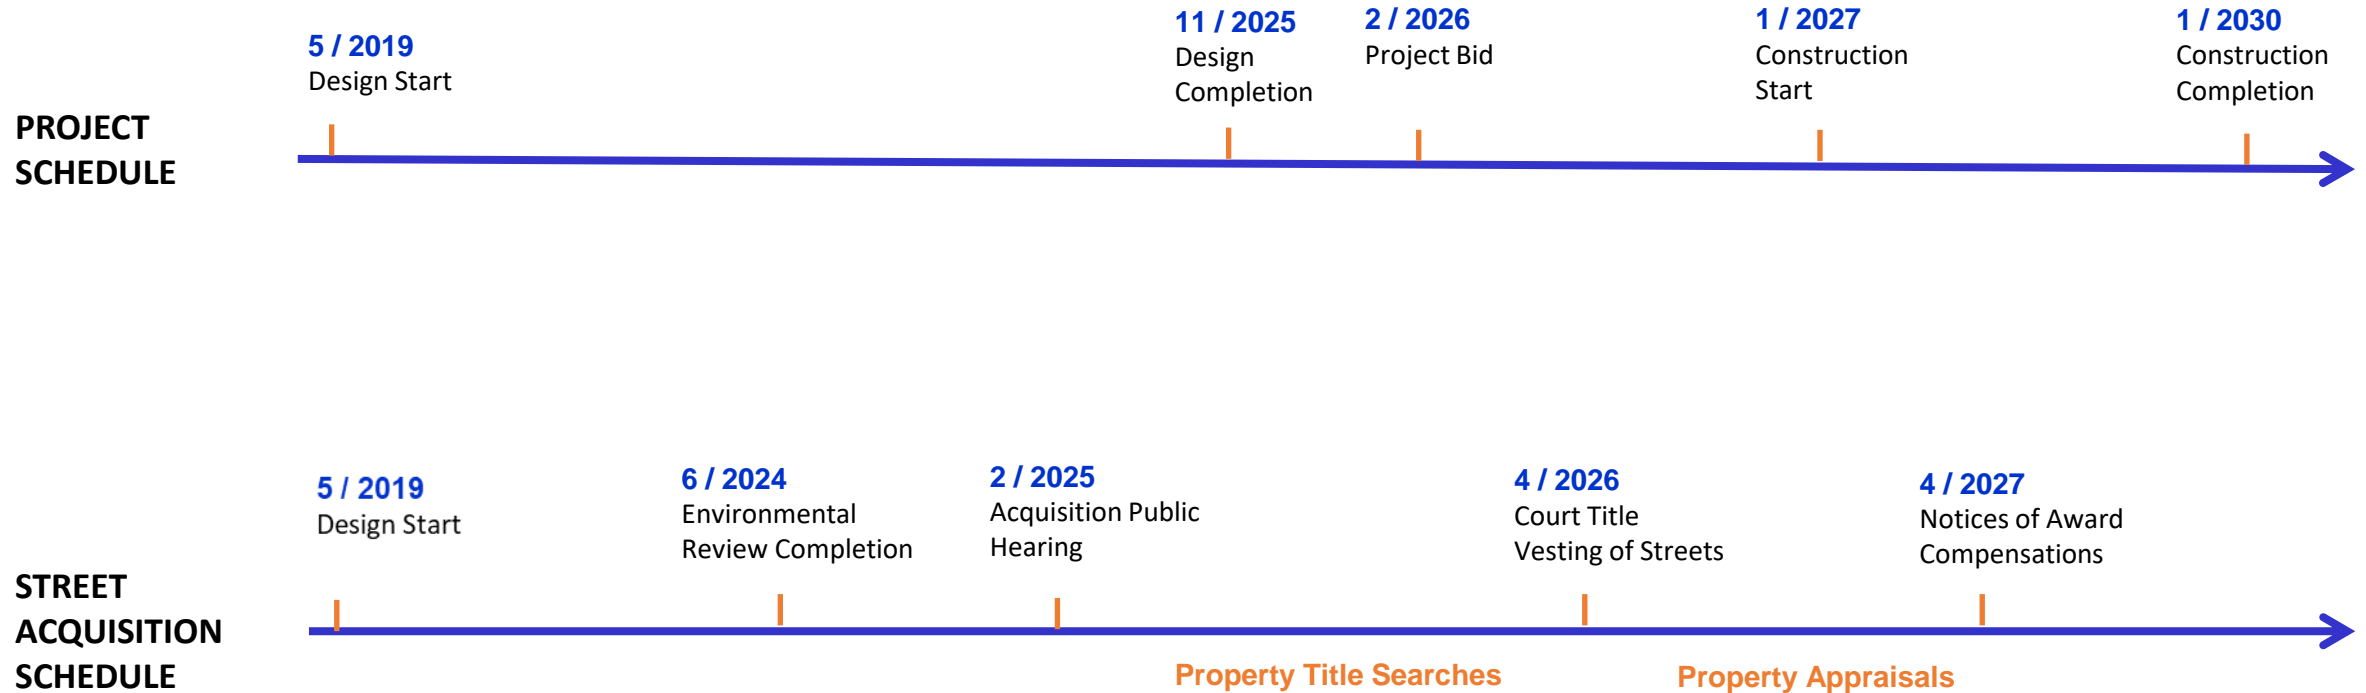 PROJECT
SCHEDULE
5 / 2019
Design Start
11 / 2025
Design
Completion
2 / 2026
Project Bid
1 / 2027
Construction
Start
1 / 2030
Construction
Completion
STREET
ACQUISITION
SCHEDULE
5 / 2019
Design Start
6 / 2024
Environmental
Review Completion
2 / 2025
Acquisition Public
Hearing
4 / 2026
Court Title
Vesting of Streets
4 / 2027
Notices of Award
Compensations
Property Title Searches
Property Appraisals